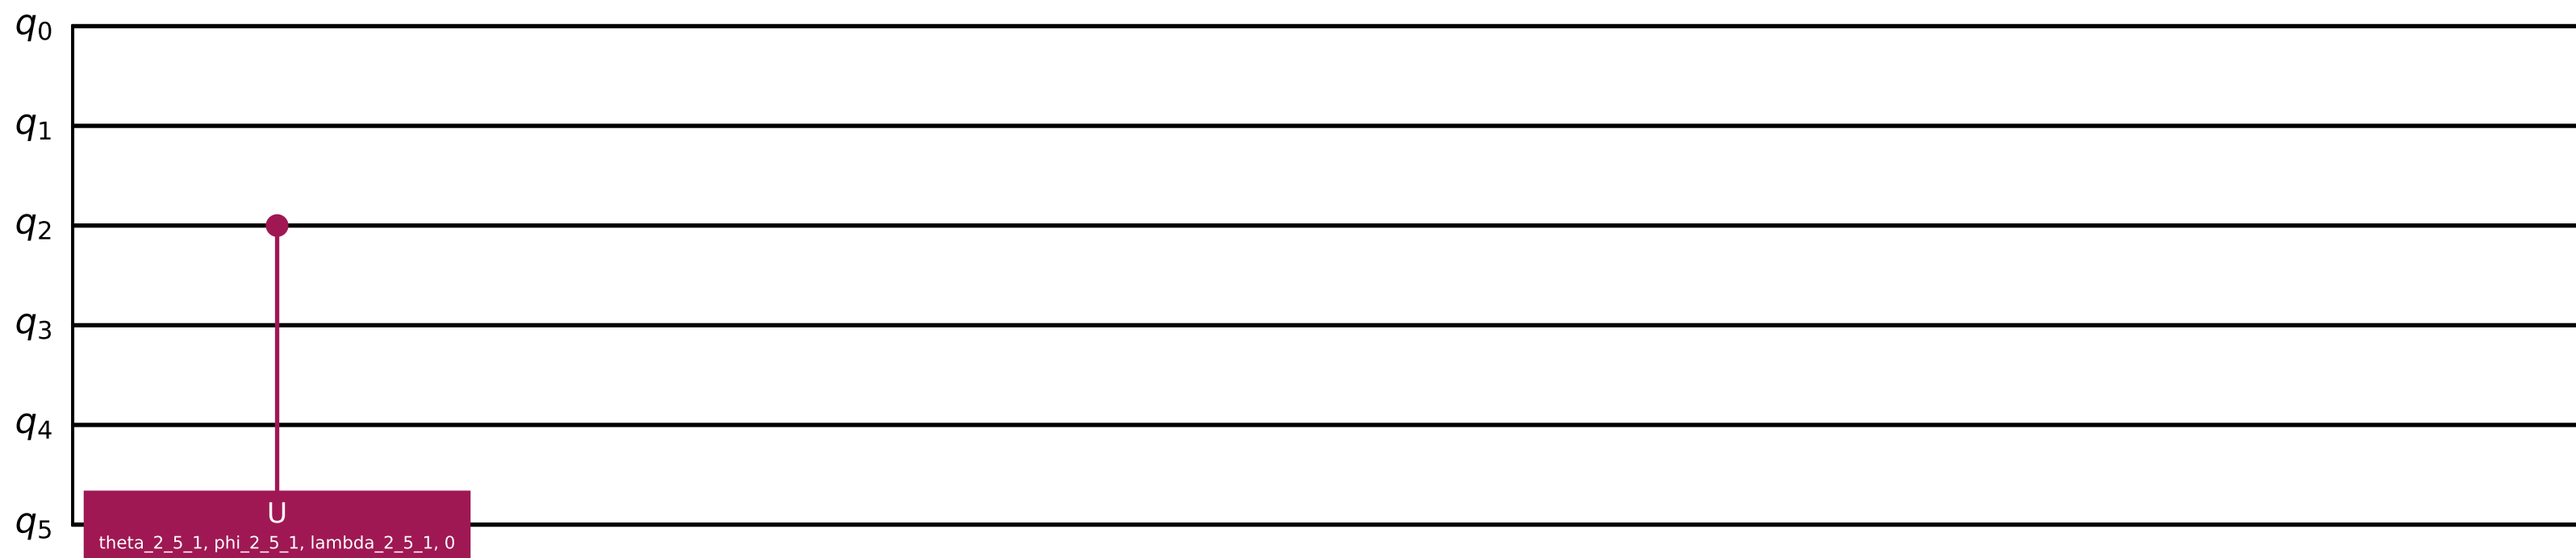 q0
q1
q2
q3
q4
q5
U
theta_2_5_1, phi_2_5_1, lambda_2_5_1, 0